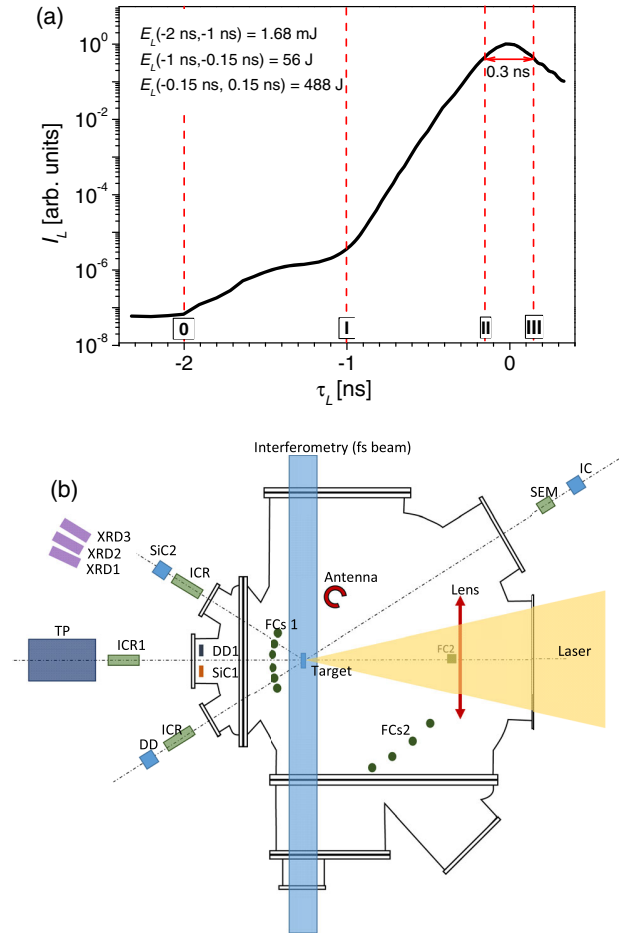 (a)
E_L(-2 ns,-1 ns) = 1.68 mJ
E_L(-1 ns,-0.15 ns) = 56 J
E_L(-0.15 ns, 0.15 ns) = 488 J
0.3 ns
I_L [arb. units]
10^0
10^-2
10^-4
10^-6
10^-8
0
I
II
III
-2
-1
0
τ_L [ns]
(b)
Interferometry (fs beam)
IC
SEM
XRD3
XRD2
XRD1
SiC2
ICR
Antenna
Lens
TP
ICR1
FCs 1
DD1
SiC1
Target
FC2
Laser
ICR
DD
FCs2